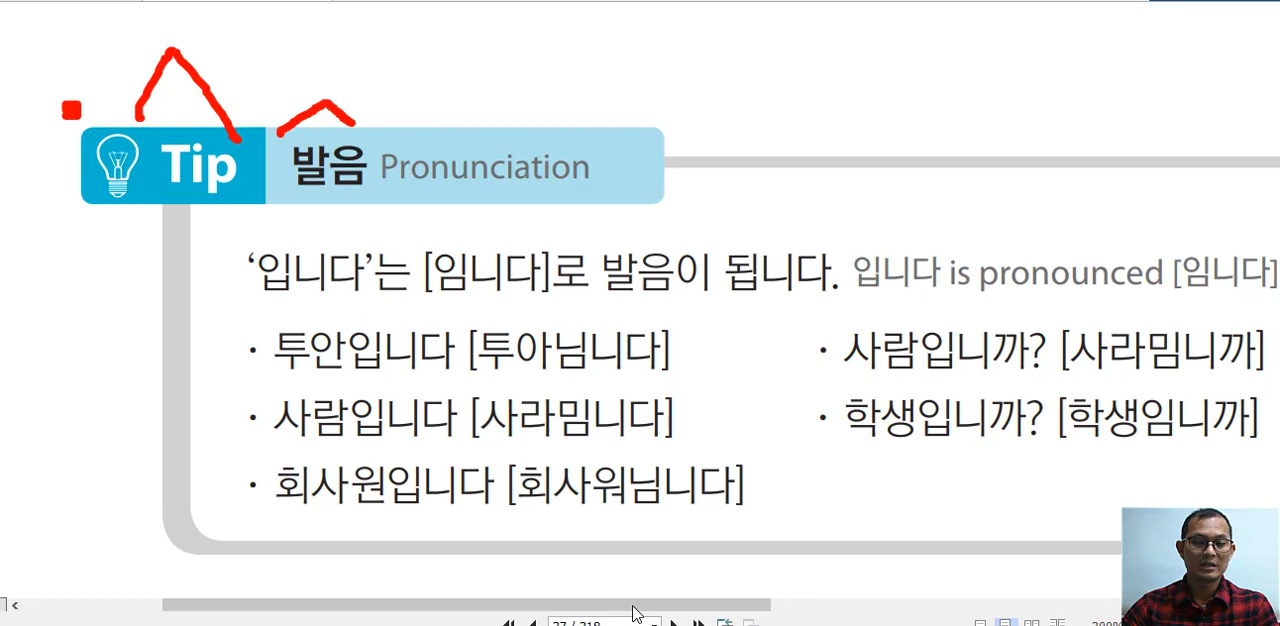 Tip 발음 Pronunciation
‘입니다’는 [임니다]로 발음이 됩니다. 입니다 is pronounced [임니다]
· 투안입니다 [투아님니다] · 사람입니까? [사라밈니까]
· 사람입니다 [사라밈니다] · 학생입니까? [학생임니까]
· 회사원입니다 [회사워님니다]